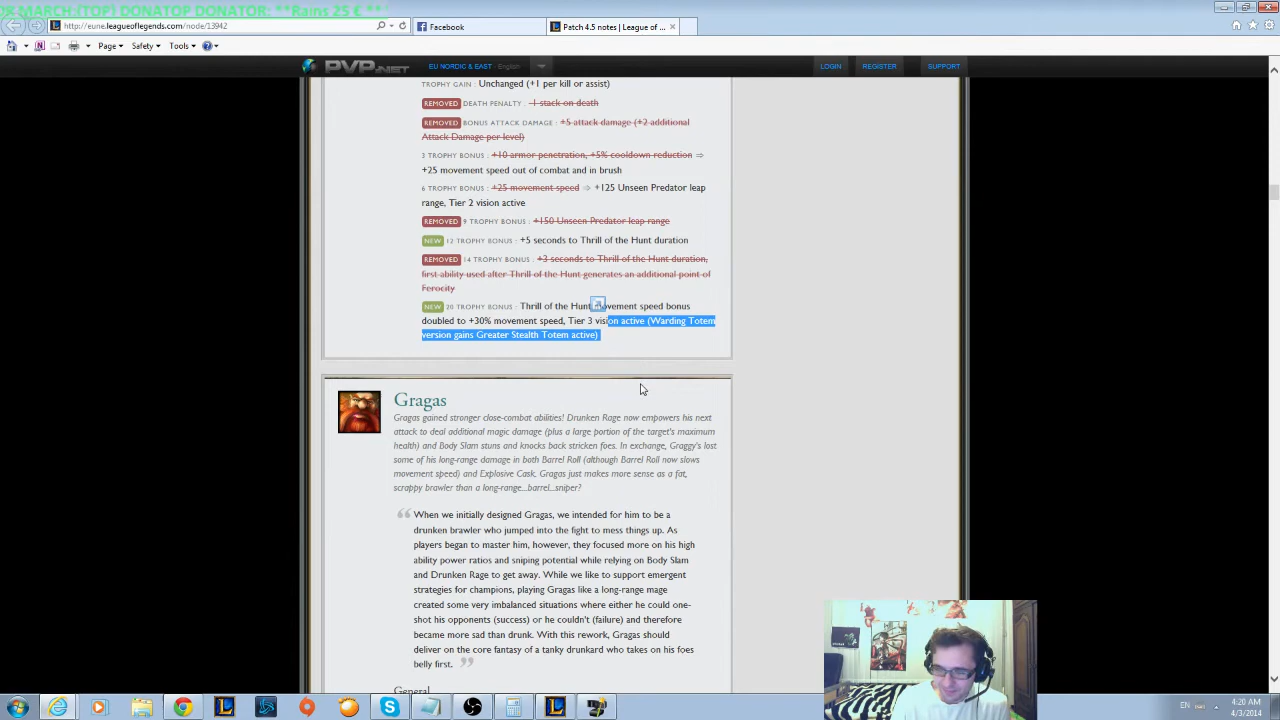 OR MARCH:(TOP) DONATOP DONATOR: **Rains 25 € **
http://eune.leagueoflegends.com/node/13942
Facebook
Patch 4.5 notes | League of ...
Page
Safety
Tools
PVP.NET
EU NORDIC & EAST - English
LOGIN
REGISTER
SUPPORT
TROPHY GAIN : Unchanged (+1 per kill or assist)
REMOVED DEATH PENALTY : -1 stack on death
REMOVED BONUS ATTACK DAMAGE : +5 attack damage (+2 additional
Attack Damage per level)
3 TROPHY BONUS : +10 armor penetration, +5% cooldown reduction ⇒
+25 movement speed out of combat and in brush
6 TROPHY BONUS : +25 movement speed ⇒ +125 Unseen Predator leap
range, Tier 2 vision active
REMOVED 9 TROPHY BONUS : +150 Unseen Predator leap range
NEW 12 TROPHY BONUS : +5 seconds to Thrill of the Hunt duration
REMOVED 14 TROPHY BONUS : +3 seconds to Thrill of the Hunt duration,
first ability used after Thrill of the Hunt generates an additional point of
Ferocity
NEW 20 TROPHY BONUS : Thrill of the Hunt movement speed bonus
doubled to +30% movement speed, Tier 3 vision active (Warding Totem
version gains Greater Stealth Totem active)
Gragas
Gragas gained stronger close-combat abilities! Drunken Rage now empowers his next
attack to deal additional magic damage (plus a large portion of the target's maximum
health) and Body Slam stuns and knocks back stricken foes. In exchange, Graggy's lost
some of his long-range damage in both Barrel Roll (although Barrel Roll now slows
movement speed) and Explosive Cask. Gragas just makes more sense as a fat,
scrappy brawler than a long-range...barrel...sniper?
When we initially designed Gragas, we intended for him to be a
drunken brawler who jumped into the fight to mess things up. As
players began to master him, however, they focused more on his high
ability power ratios and sniping potential while relying on Body Slam
and Drunken Rage to get away. While we like to support emergent
strategies for champions, playing Gragas like a long-range mage
created some very imbalanced situations where either he could one-
shot his opponents (success) or he couldn't (failure) and therefore
became more sad than drunk. With this rework, Gragas should
deliver on the core fantasy of a tanky drunkard who takes on his foes
belly first.
General
EN
4:20 AM
4/3/2014